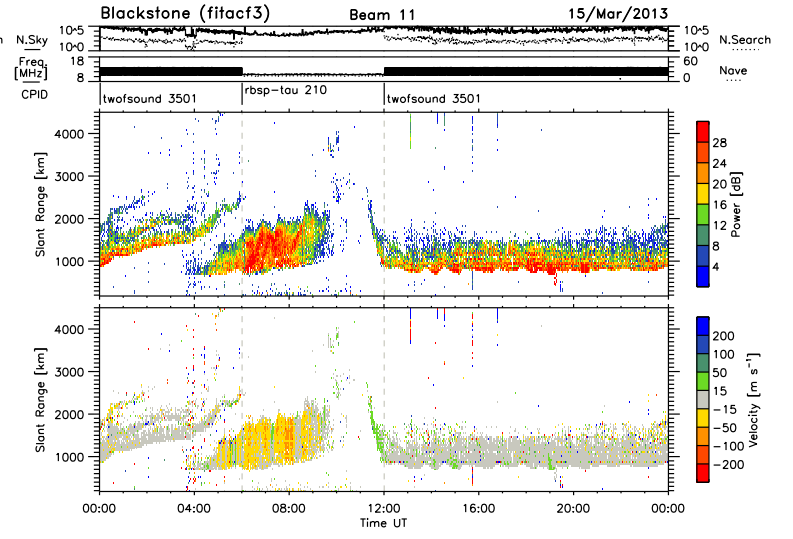 Blackstone (fitacf3)
Beam 11
15/Mar/2013
N.Sky
10^5
10^0
10^5
10^0
N.Search
Freq.
[MHz]
18
8
60
0
Nave
CPID
twofsound 3501
rbsp-tau 210
twofsound 3501
Slant Range [km]
4000
3000
2000
1000
28
24
20
16
12
8
4
Power [dB]
Slant Range [km]
4000
3000
2000
1000
200
100
50
15
-15
-50
-100
-200
Velocity [m s⁻¹]
00:00 04:00 08:00 12:00 16:00 20:00 00:00
Time UT